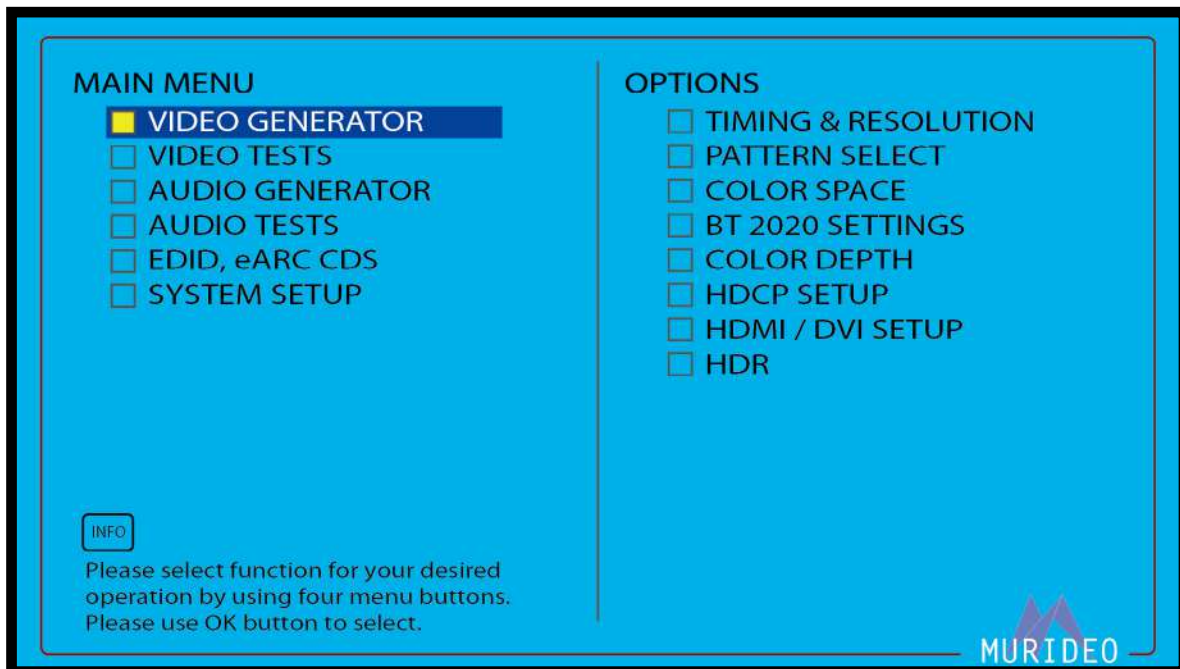 MAIN MENU
VIDEO GENERATOR
VIDEO TESTS
AUDIO GENERATOR
AUDIO TESTS
EDID, eARC CDS
SYSTEM SETUP
INFO
Please select function for your desired
operation by using four menu buttons.
Please use OK button to select.
OPTIONS
TIMING & RESOLUTION
PATTERN SELECT
COLOR SPACE
BT 2020 SETTINGS
COLOR DEPTH
HDCP SETUP
HDMI / DVI SETUP
HDR
MURIDEO